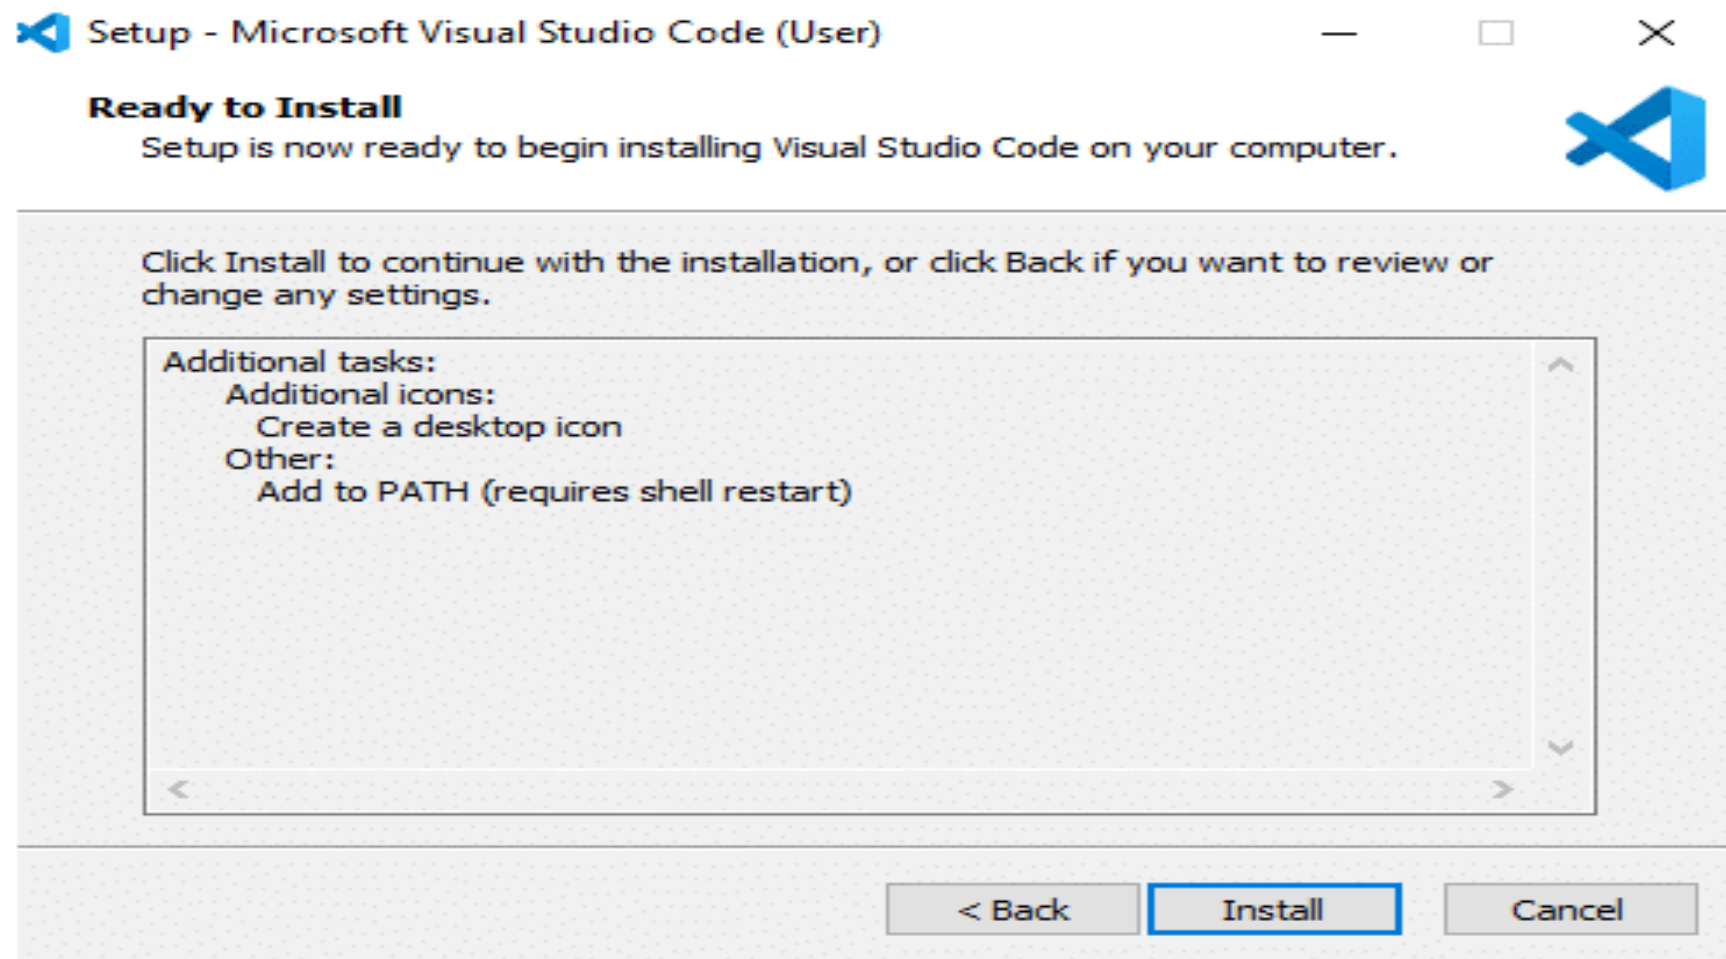 Setup - Microsoft Visual Studio Code (User)
Ready to Install
Setup is now ready to begin installing Visual Studio Code on your computer.
Click Install to continue with the installation, or click Back if you want to review or
change any settings.
Additional tasks:
Additional icons:
Create a desktop icon
Other:
Add to PATH (requires shell restart)
< Back
Install
Cancel